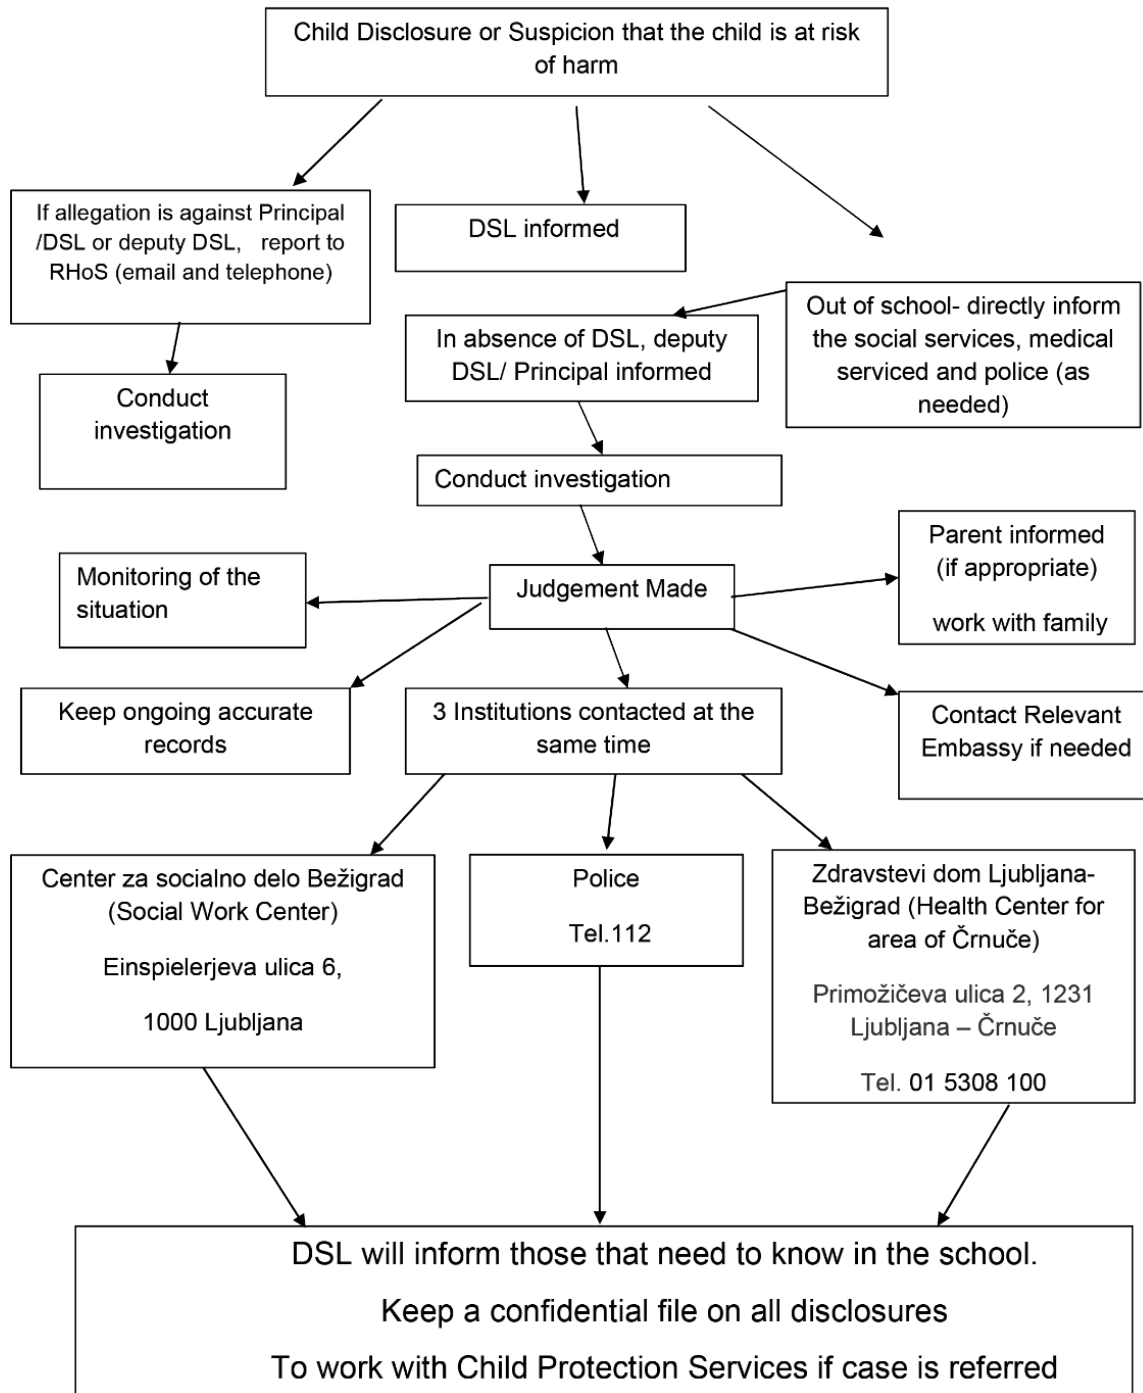 Child Disclosure or Suspicion that the child is at risk
of harm
If allegation is against Principal
/DSL or deputy DSL, report to
RHoS (email and telephone)
DSL informed
Out of school- directly inform
the social services, medical
serviced and police (as
needed)
In absence of DSL, deputy
DSL/ Principal informed
Conduct
investigation
Conduct investigation
Parent informed
(if appropriate)
work with family
Monitoring of the
situation
Judgement Made
Keep ongoing accurate
records
3 Institutions contacted at the
same time
Contact Relevant
Embassy if needed
Center za socialno delo Bežigrad
(Social Work Center)
Einspielerjeva ulica 6,
1000 Ljubljana
Police
Tel.112
Zdravstevi dom Ljubljana-
Bežigrad (Health Center for
area of Črnuče)
Primožičeva ulica 2, 1231
Ljubljana – Črnuče
Tel. 01 5308 100
DSL will inform those that need to know in the school.
Keep a confidential file on all disclosures
To work with Child Protection Services if case is referred